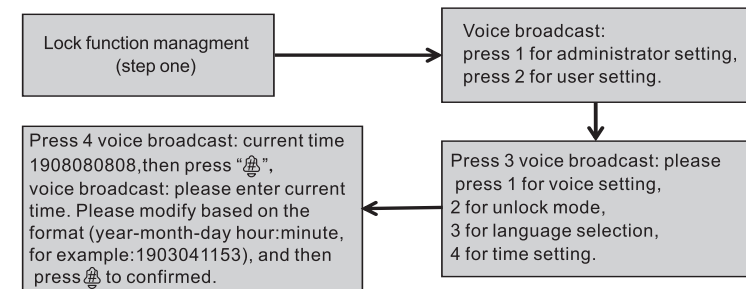 Lock function managment
(step one)
Voice broadcast:
press 1 for administrator setting,
press 2 for user setting.
Press 3 voice broadcast: please
press 1 for voice setting,
2 for unlock mode,
3 for language selection,
4 for time setting.
Press 4 voice broadcast: current time
1908080808,then press “”,
voice broadcast: please enter current
time. Please modify based on the
format (year-month-day hour:minute,
for example:1903041153), and then
press to confirmed.